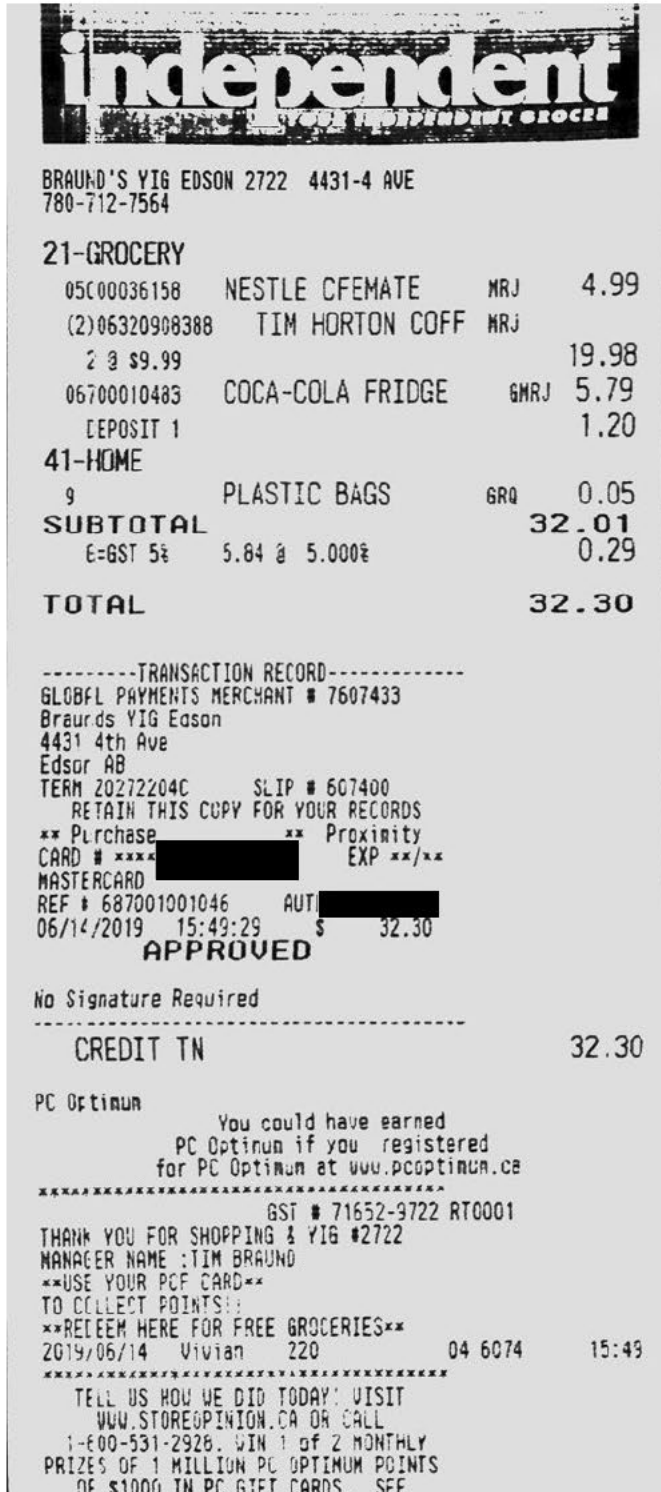 independent
YOUR INDEPENDENT GROCER
BRAUND'S YIG EDSON 2722 4431-4 AVE
780-712-7564
21-GROCERY
05000036158 NESTLE CFEMATE MRJ 4.99
(2)06320908388 TIM HORTON COFF MRJ
2 @ $9.99 19.98
06700010483 COCA-COLA FRIDGE GMRJ 5.79
DEPOSIT 1 1.20
41-HOME
9 PLASTIC BAGS GRQ 0.05
SUBTOTAL 32.01
G=GST 5% 5.84 @ 5.000% 0.29
TOTAL 32.30
---------TRANSACTION RECORD-------------
GLOBAL PAYMENTS MERCHANT # 7607433
Braunds YIG Edson
4431 4th Ave
Edson AB
TERM Z0272204C SLIP # 607400
RETAIN THIS COPY FOR YOUR RECORDS
** Purchase ** Proximity
CARD # **** EXP **/**
MASTERCARD
REF # 687001001046 AUTH
06/14/2019 15:49:29 $ 32.30
APPROVED
No Signature Required
----------------------------------------
CREDIT TN 32.30
PC Optimum
You could have earned
PC Optimum if you registered
for PC Optimum at www.pcoptimum.ca
****************************************
GST # 71652-9722 RT0001
THANK YOU FOR SHOPPING & YIG #2722
MANAGER NAME :TIM BRAUND
**USE YOUR PCF CARD**
TO COLLECT POINTS!!
**REDEEM HERE FOR FREE GROCERIES**
2019/06/14 Vivian 220 04 6074 15:49
****************************************
TELL US HOW WE DID TODAY! VISIT
WWW.STOREOPINION.CA OR CALL
1-800-531-2928. WIN 1 of 2 MONTHLY
PRIZES OF 1 MILLION PC OPTIMUM POINTS
OF $1000 IN PC GIFT CARDS. SEE